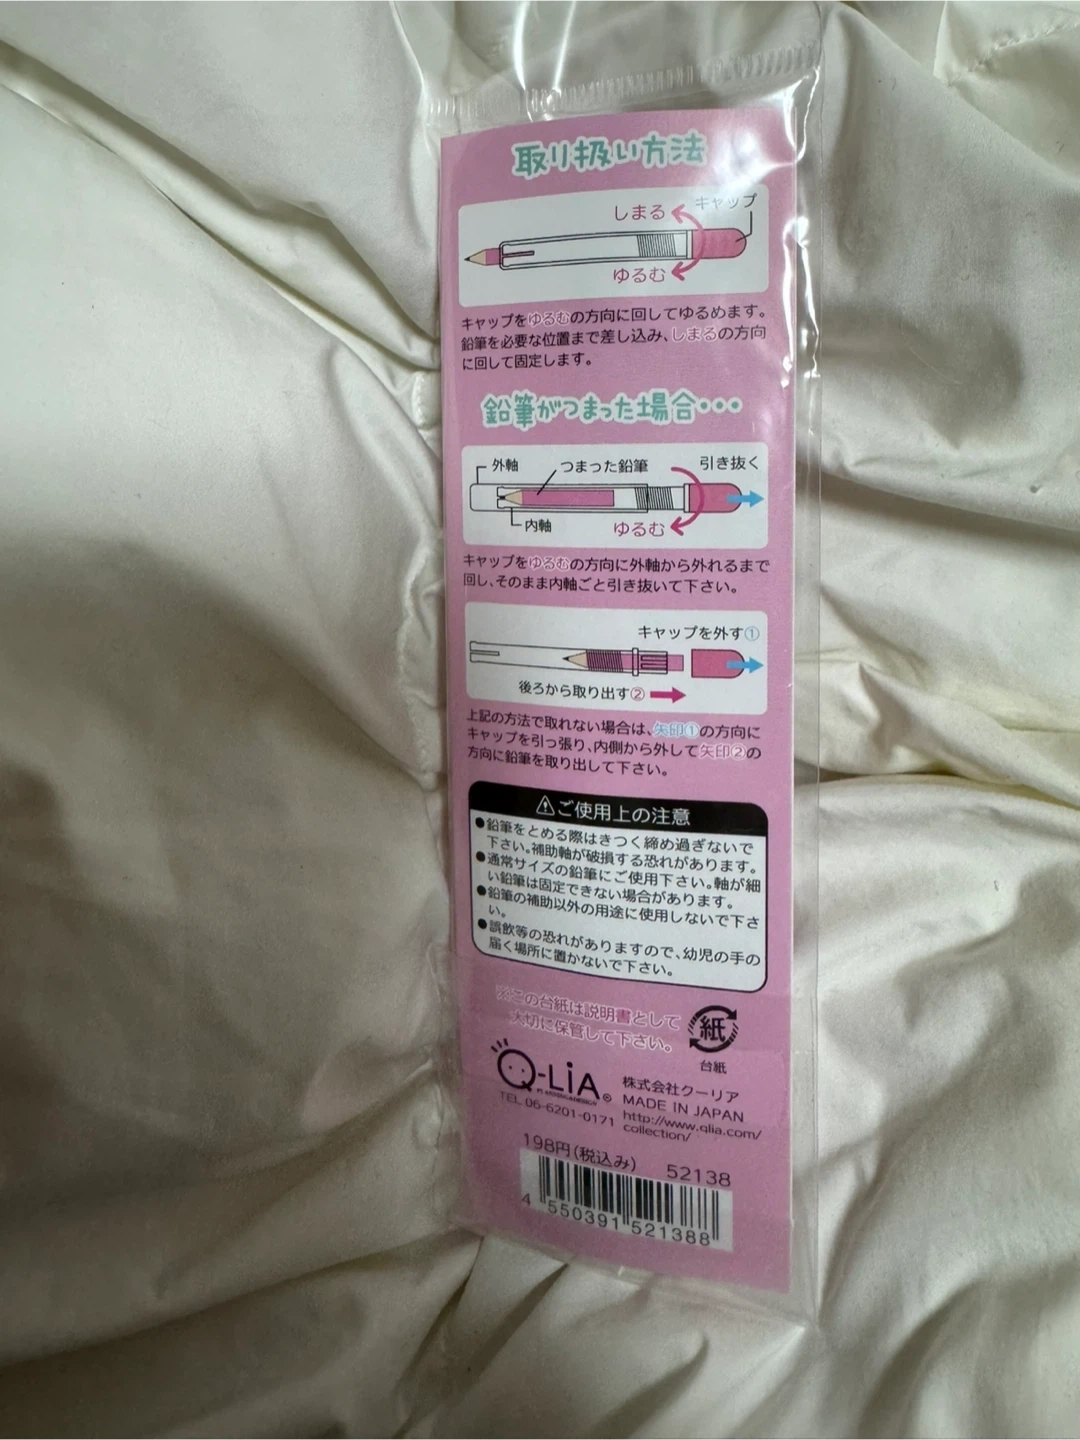 取り扱い方法
しまる
キャップ
ゆるむ
キャップをゆるむの方向に回してゆるめます。
鉛筆を必要な位置まで差し込み、しまるの方向
に回して固定します。
鉛筆がつまった場合・・・
外軸
つまった鉛筆
引き抜く
内軸
ゆるむ
キャップをゆるむの方向に外軸から外れるまで
回し、そのまま内軸ごと引き抜いて下さい。
キャップを外す①
後ろから取り出す②
上記の方法で取れない場合は、矢印①の方向に
キャップを引っ張り、内側から外して矢印②の
方向に鉛筆を取り出して下さい。
⚠ご使用上の注意
●鉛筆をとめる際はきつく締め過ぎないで
下さい。補助軸が破損する恐れがあります。
●通常サイズの鉛筆にご使用下さい。軸が細
い鉛筆は固定できない場合があります。
●鉛筆の補助以外の用途に使用しないで下さ
い。
●誤飲等の恐れがありますので、幼児の手の
届く場所に置かないで下さい。
※この台紙は説明書として
大切に保管して下さい。
紙
台紙
Q-LiA®
TEL 06-6201-0171
株式会社クーリア
MADE IN JAPAN
http://www.qlia.com/
collection/
198円(税込み) 52138
4 550391 521388